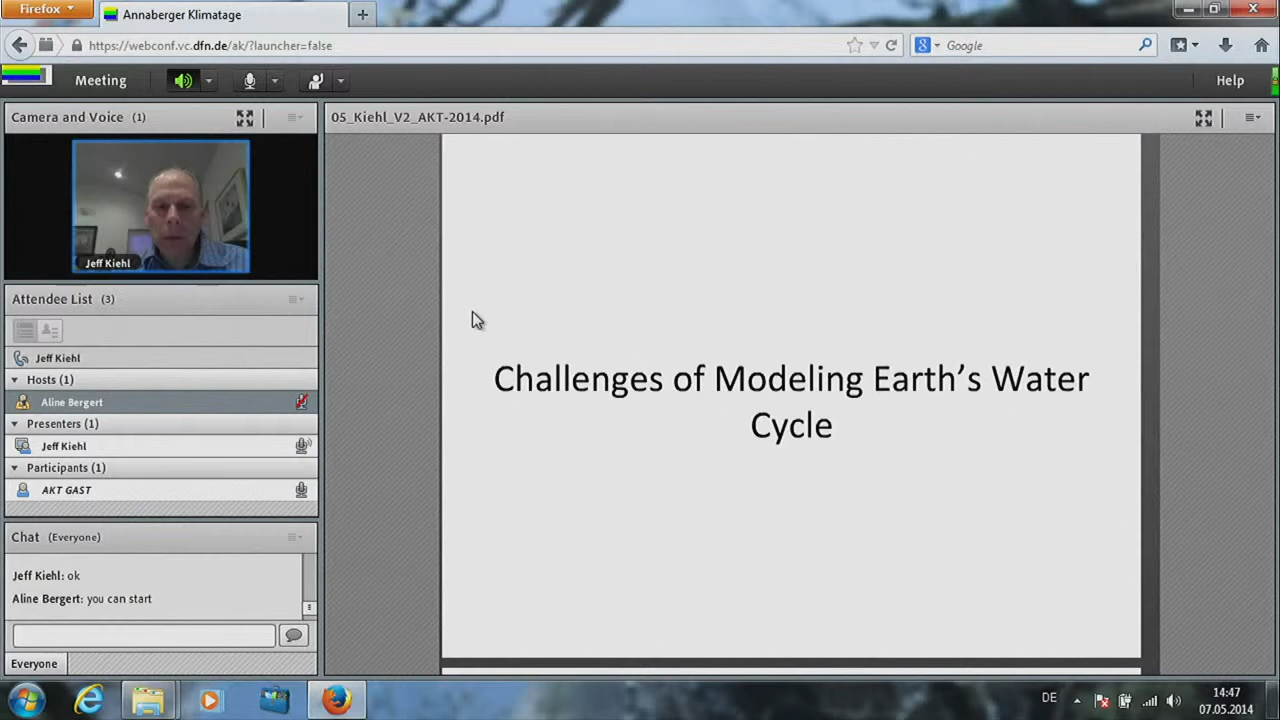 Firefox
Annaberger Klimatage
https://webconf.vc.dfn.de/ak/?launcher=false
Google
Meeting
Help
Camera and Voice (1)
05_Kiehl_V2_AKT-2014.pdf
Jeff Kiehl
Attendee List (3)
Jeff Kiehl
Hosts (1)
Aline Bergert
Presenters (1)
Jeff Kiehl
Participants (1)
AKT GAST
Challenges of Modeling Earth's Water
Cycle
Chat (Everyone)
Jeff Kiehl: ok
Aline Bergert: you can start
Everyone
DE
14:47
07.05.2014